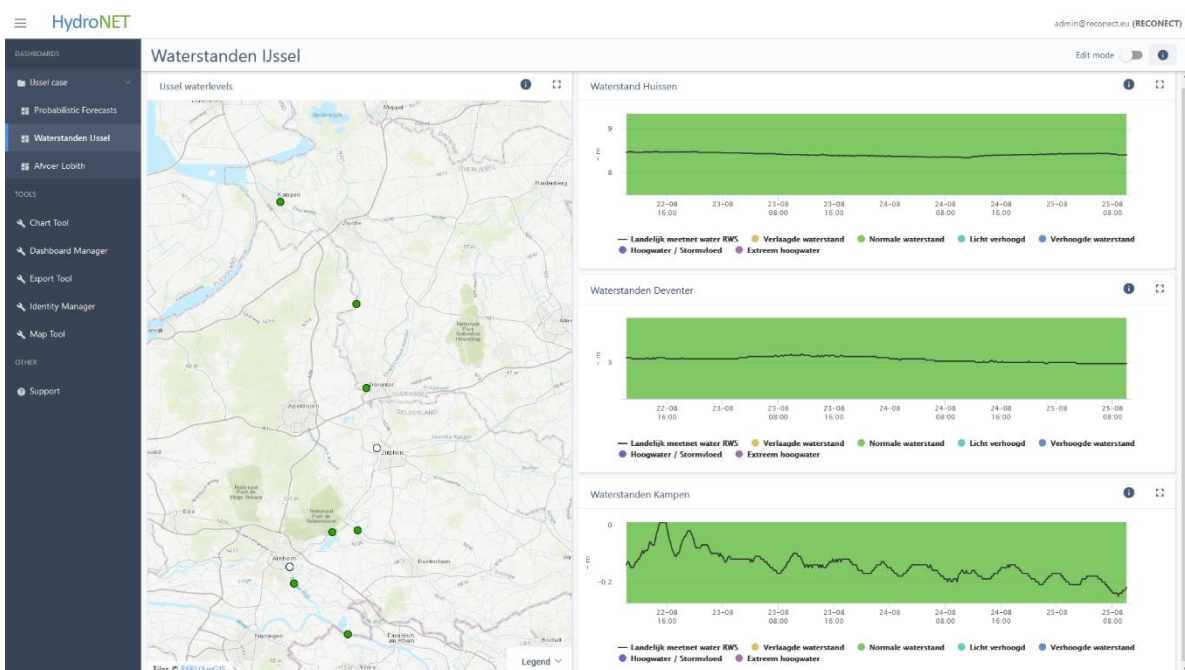 HydroNET
admin@reconect.eu (RECONECT)
DASHBOARDS
IJssel case
Probabilistic Forecasts
Waterstanden IJssel
Afvoer Lobith
TOOLS
Chart Tool
Dashboard Manager
Export Tool
Identity Manager
Map Tool
OTHER
Support
Waterstanden IJssel
Edit mode
IJssel waterlevels
Meppel
Hardenberg
Kampen
Zwolle
Deventer
Apeldoorn
GELDERLAND
Zutphen
Ede
Arnhem
Doetinchem
Nijmegen
Emmerich am Rhein
Bocholt
Legend
Waterstand Huissen
9
m
8
22-08 16:00 23-08 23-08 08:00 23-08 16:00 24-08 24-08 08:00 24-08 16:00 25-08 25-08 08:00
Landelijk meetnet water RWS Verlaagde waterstand Normale waterstand Licht verhoogd Verhoogde waterstand
Hoogwater / Stormvloed Extreem hoogwater
Waterstanden Deventer
m
3
22-08 16:00 23-08 23-08 08:00 23-08 16:00 24-08 24-08 08:00 24-08 16:00 25-08 25-08 08:00
Landelijk meetnet water RWS Verlaagde waterstand Normale waterstand Licht verhoogd Verhoogde waterstand
Hoogwater / Stormvloed Extreem hoogwater
Waterstanden Kampen
0
m
-0.2
22-08 16:00 23-08 23-08 08:00 23-08 16:00 24-08 24-08 08:00 24-08 16:00 25-08 25-08 08:00
Landelijk meetnet water RWS Verlaagde waterstand Normale waterstand Licht verhoogd Verhoogde waterstand
Hoogwater / Stormvloed Extreem hoogwater